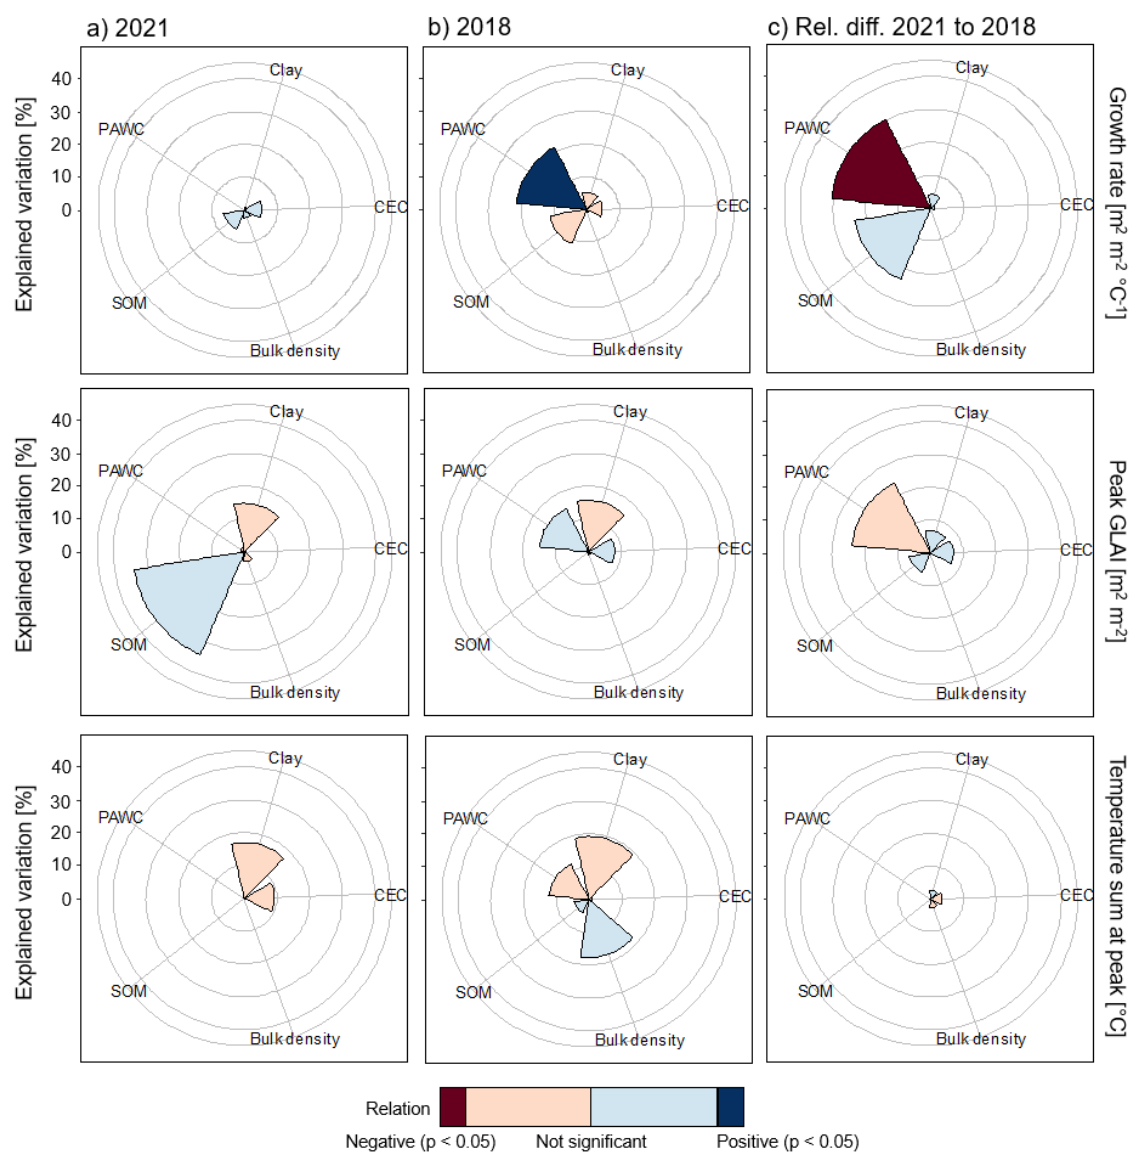 a) 2021
b) 2018
c) Rel. diff. 2021 to 2018
Explained variation [%]
40
30
20
10
0
Clay
PAWC
CEC
SOM
Bulk density
Clay
PAWC
CEC
SOM
Bulk density
Clay
PAWC
CEC
SOM
Bulk density
Growth rate [m² m⁻² °C⁻¹]
Explained variation [%]
40
30
20
10
0
Clay
PAWC
CEC
SOM
Bulk density
Clay
PAWC
CEC
SOM
Bulk density
Clay
PAWC
CEC
SOM
Bulk density
Peak GLAI [m² m⁻²]
Explained variation [%]
40
30
20
10
0
Clay
PAWC
CEC
SOM
Bulk density
Clay
PAWC
CEC
SOM
Bulk density
Clay
PAWC
CEC
SOM
Bulk density
Temperature sum at peak [°C]
Relation
Negative (p < 0.05) Not significant Positive (p < 0.05)